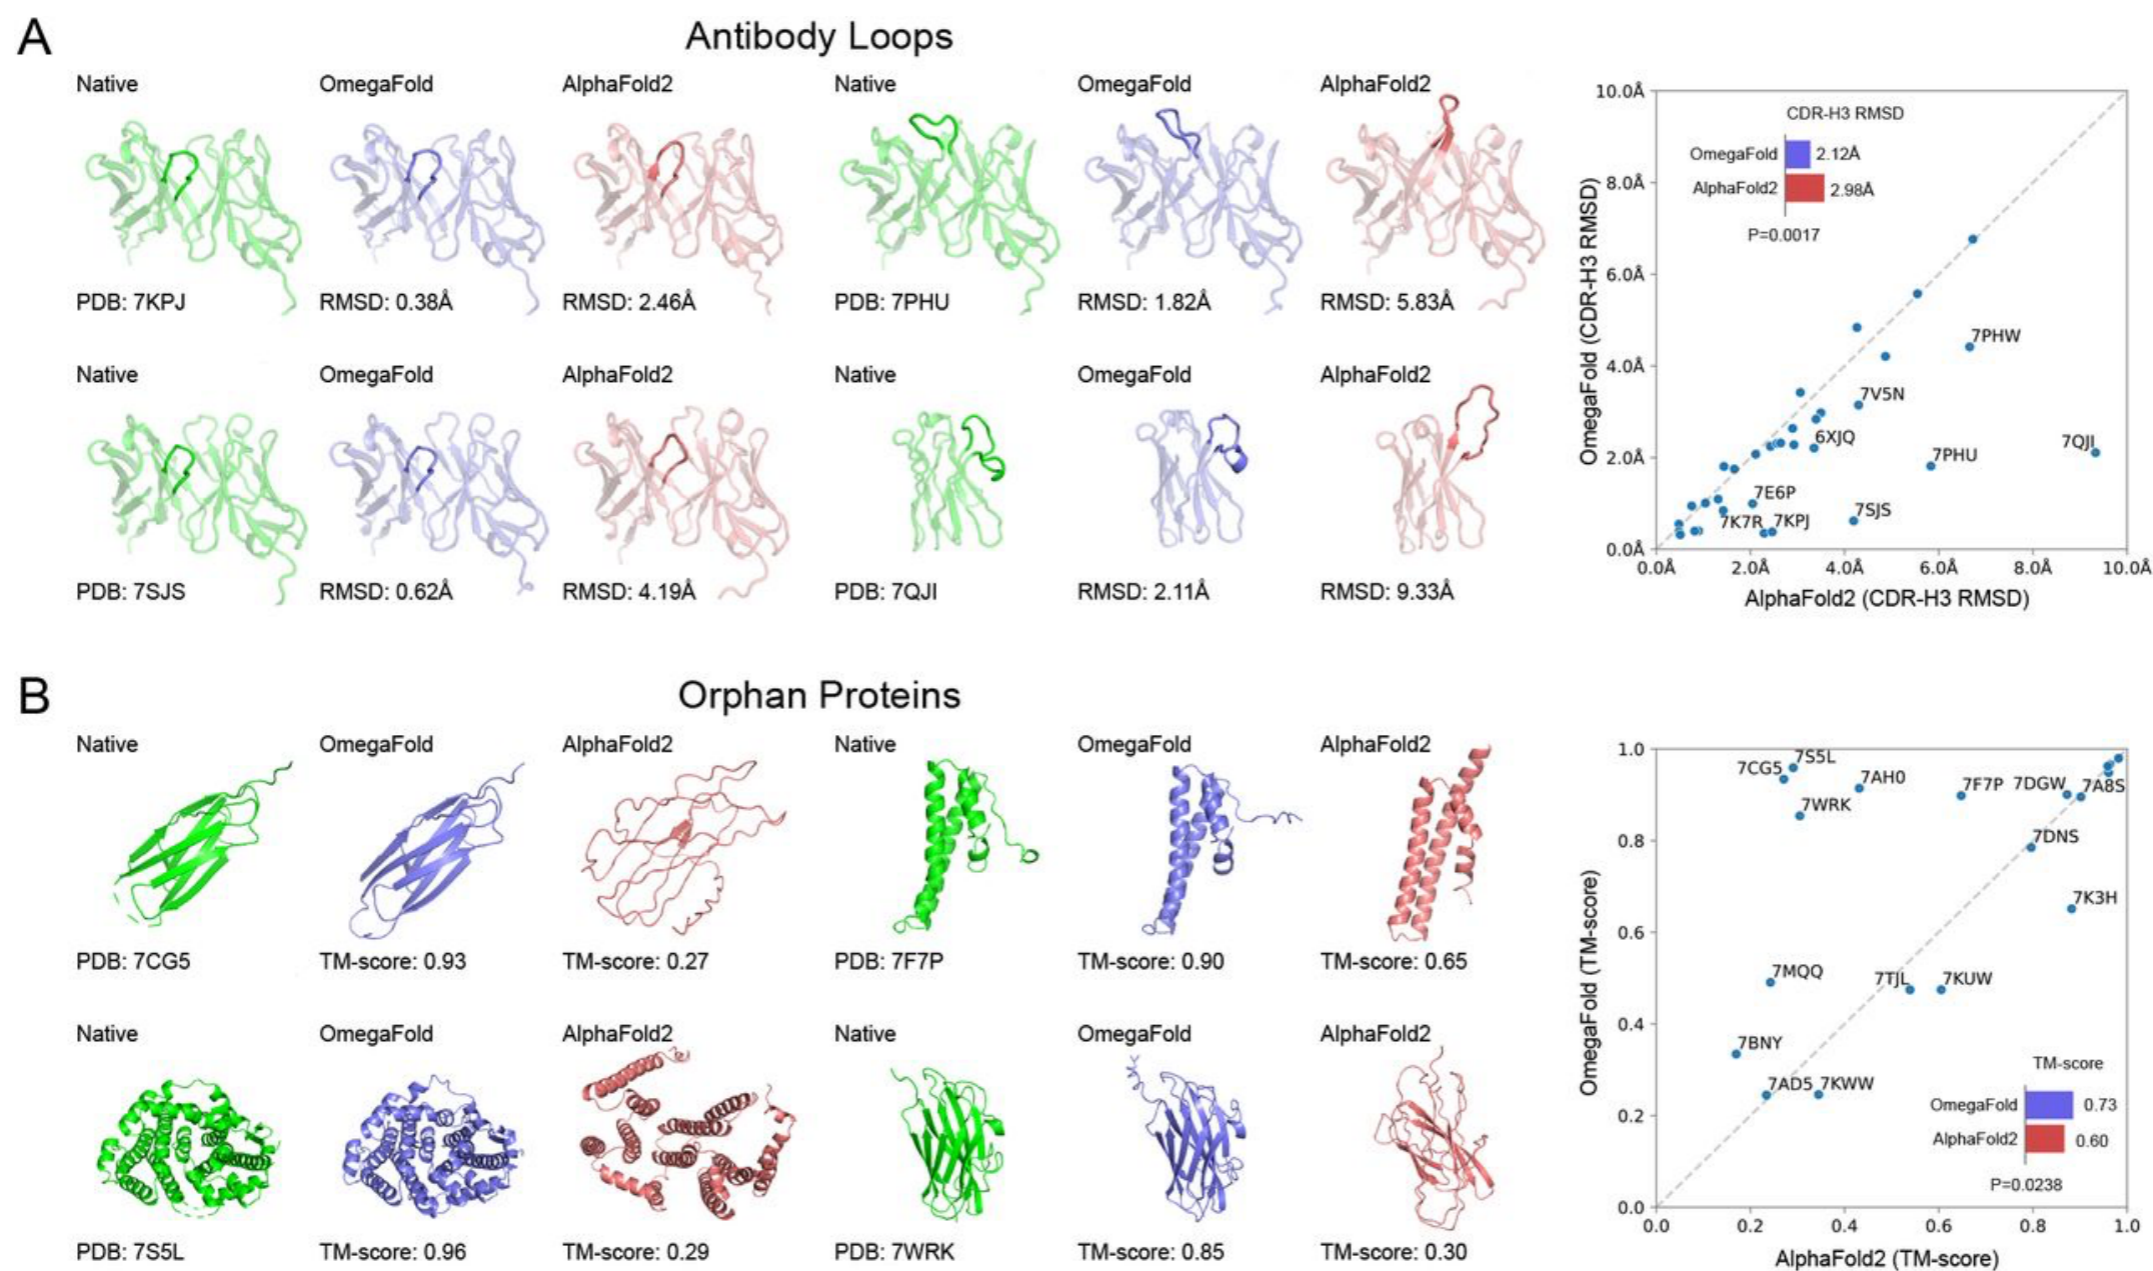 A
Antibody Loops
Native OmegaFold AlphaFold2 Native OmegaFold AlphaFold2
PDB: 7KPJ RMSD: 0.38Å RMSD: 2.46Å PDB: 7PHU RMSD: 1.82Å RMSD: 5.83Å
Native OmegaFold AlphaFold2 Native OmegaFold AlphaFold2
PDB: 7SJS RMSD: 0.62Å RMSD: 4.19Å PDB: 7QJI RMSD: 2.11Å RMSD: 9.33Å
OmegaFold (CDR-H3 RMSD)
10.0Å
8.0Å
6.0Å
4.0Å
2.0Å
0.0Å
CDR-H3 RMSD
OmegaFold 2.12Å
AlphaFold2 2.98Å
P=0.0017
7PHW
7V5N
6XJQ
7QJI
7PHU
7E6P
7SJS
7K7R 7KPJ
0.0Å 2.0Å 4.0Å 6.0Å 8.0Å 10.0Å
AlphaFold2 (CDR-H3 RMSD)
B
Orphan Proteins
Native OmegaFold AlphaFold2 Native OmegaFold AlphaFold2
PDB: 7CG5 TM-score: 0.93 TM-score: 0.27 PDB: 7F7P TM-score: 0.90 TM-score: 0.65
Native OmegaFold AlphaFold2 Native OmegaFold AlphaFold2
PDB: 7S5L TM-score: 0.96 TM-score: 0.29 PDB: 7WRK TM-score: 0.85 TM-score: 0.30
OmegaFold (TM-score)
1.0
0.8
0.6
0.4
0.2
0.0
7S5L
7CG5
7AH0 7F7P 7DGW 7A8S
7WRK
7DNS
7K3H
7MQQ 7TJL 7KUW
7BNY
7AD5 7KWW
TM-score
OmegaFold 0.73
AlphaFold2 0.60
P=0.0238
0.0 0.2 0.4 0.6 0.8 1.0
AlphaFold2 (TM-score)